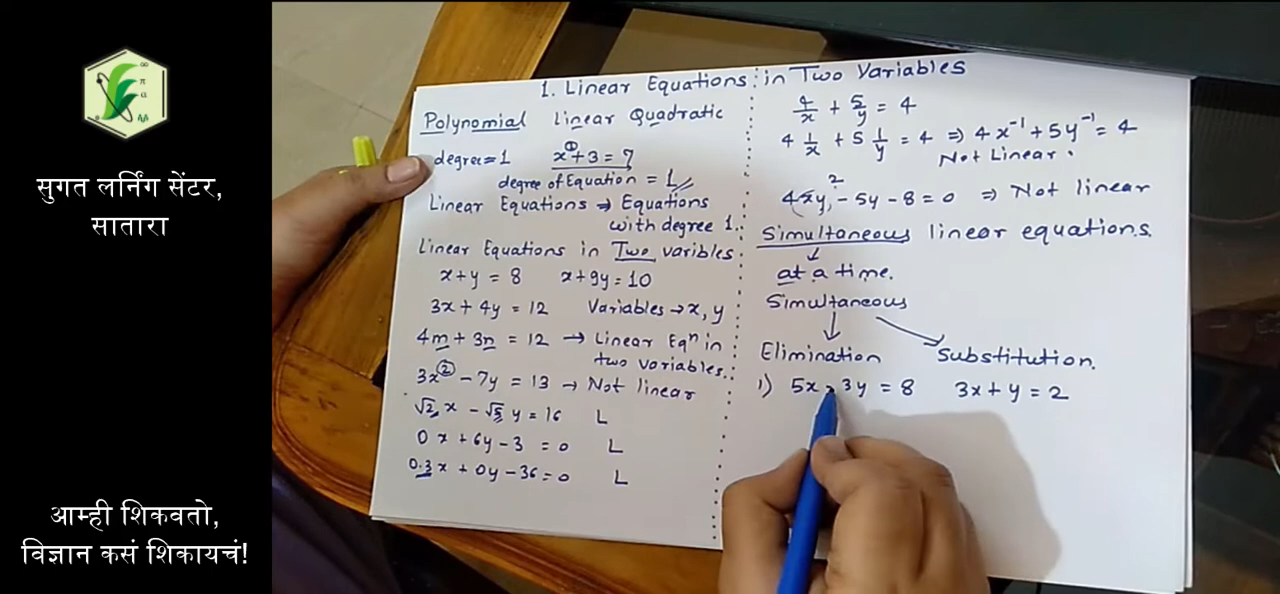 सुगत लर्निंग सेंटर,
सातारा
आम्ही शिकवतो,
विज्ञान कसं शिकायचं!
1. Linear Equations in Two Variables
Polynomial Linear Quadratic
degree=1 x¹+3=7
degree of Equation = 1
Linear Equations → Equations
with degree 1.
Linear Equations in Two varibles
x+y = 8 x+9y=10
3x + 4y = 12 Variables → x, y
4m + 3n = 12 → Linear Eqⁿ in
two variables.
3x² - 7y = 13 → Not linear
√2 x - √5 y = 16 L
0x + 6y - 3 = 0 L
0.3x + 0y - 36 = 0 L
4/x + 5/y = 4
4 1/x + 5 1/y = 4 ⇒ 4x⁻¹ + 5y⁻¹ = 4
Not Linear.
2
4xy - 5y - 8 = 0 ⇒ Not linear
Simultaneous linear equations.
at a time.
Simultaneous
Elimination Substitution.
1) 5x 3y = 8 3x + y = 2